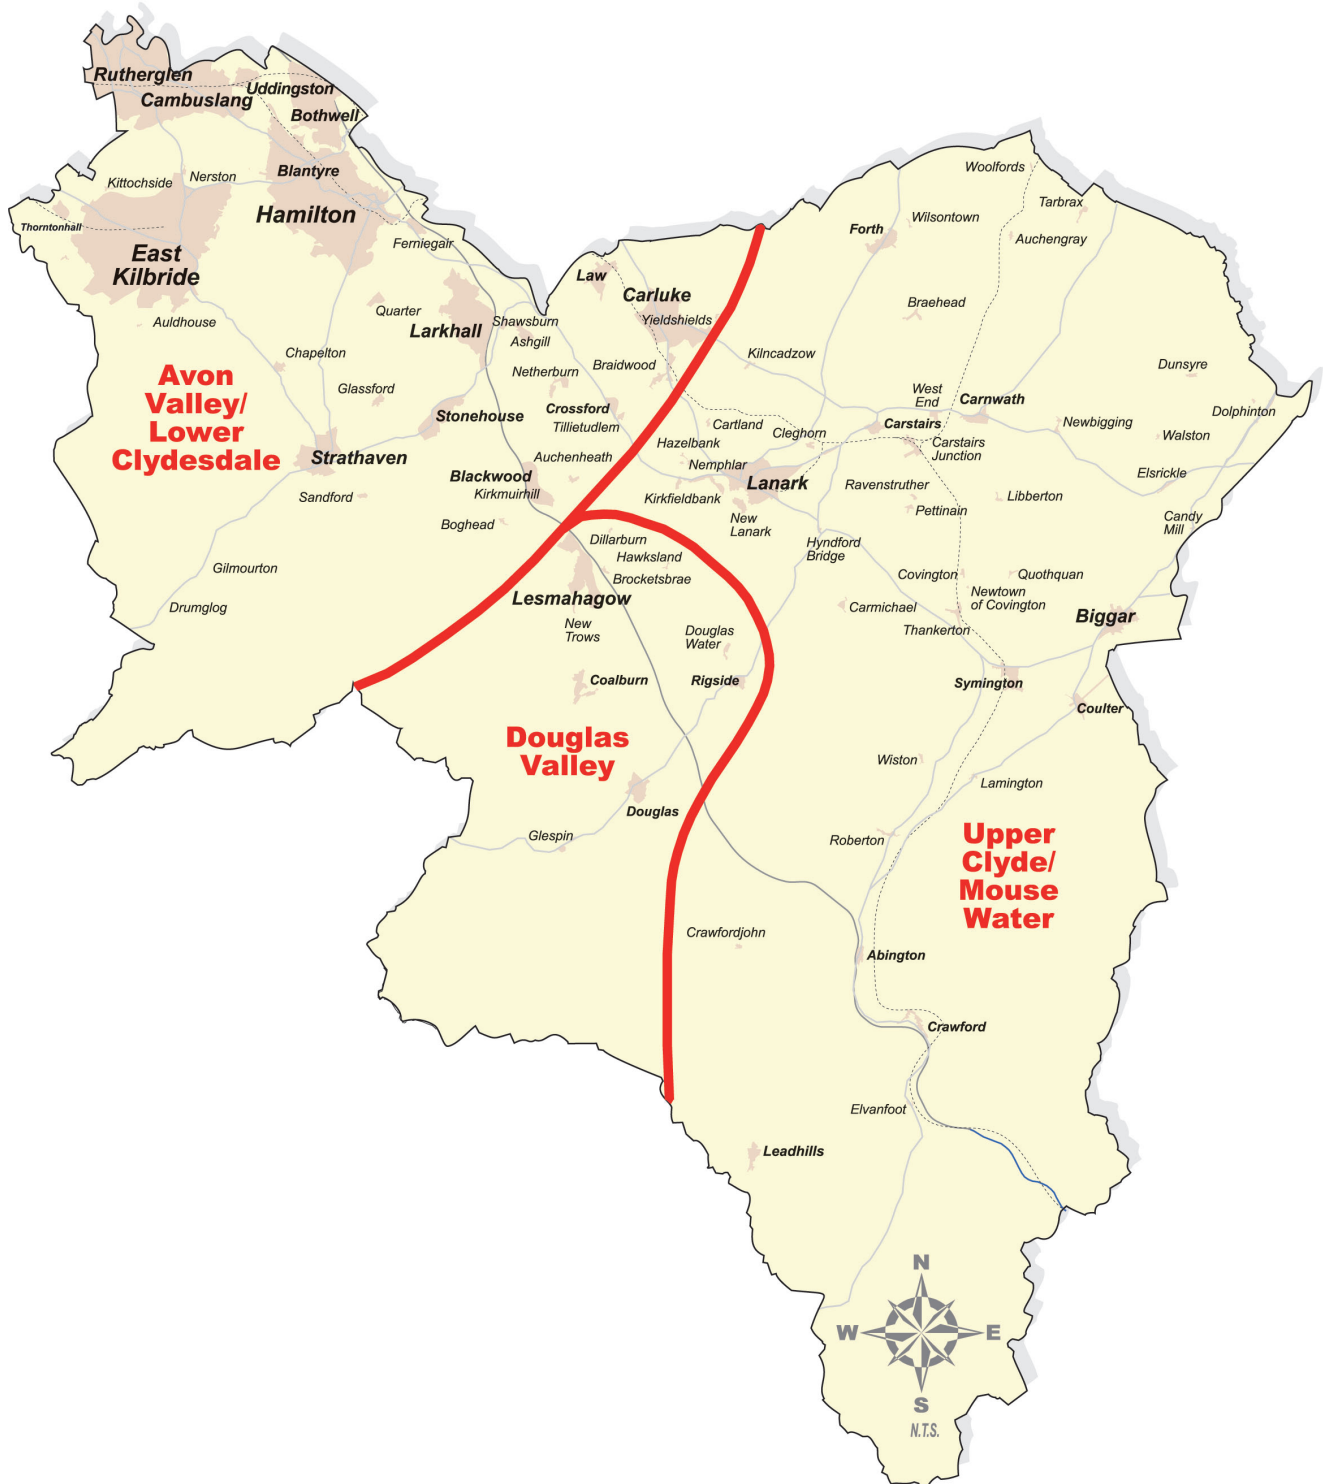 Rutherglen
Cambuslang
Uddingston
Bothwell
Kittochside
Nerston
Blantyre
Hamilton
Thorntonhall
East
Kilbride
Ferniegair
Auldhouse
Quarter
Larkhall
Shawsburn
Ashgill
Law
Carluke
Yieldshields
Chapelton
Glassford
Netherburn
Braidwood
Stonehouse
Crossford
Tillietudlem
Avon
Valley/
Lower
Clydesdale
Strathaven
Sandford
Auchenheath
Blackwood
Kirkmuirhill
Boghead
Gilmourton
Drumglog
Woolfords
Tarbrax
Wilsontown
Forth
Auchengray
Braehead
Kilncadzow
Dunsyre
West
End
Carnwath
Dolphinton
Cartland
Cleghorn
Carstairs
Newbigging
Walston
Hazelbank
Carstairs
Junction
Nemphlar
Lanark
Ravenstruther
Elsrickle
Kirkfieldbank
Libberton
Pettinain
New
Lanark
Candy
Mill
Hyndford
Bridge
Dillarburn
Hawksland
Brocketsbrae
Lesmahagow
New
Trows
Covington
Quothquan
Newtown
of Covington
Carmichael
Thankerton
Biggar
Douglas
Water
Coalburn
Rigside
Symington
Coulter
Douglas
Valley
Wiston
Lamington
Douglas
Glespin
Roberton
Upper
Clyde/
Mouse
Water
Crawfordjohn
Abington
Crawford
Elvanfoot
Leadhills
N
W
E
S
N.T.S.